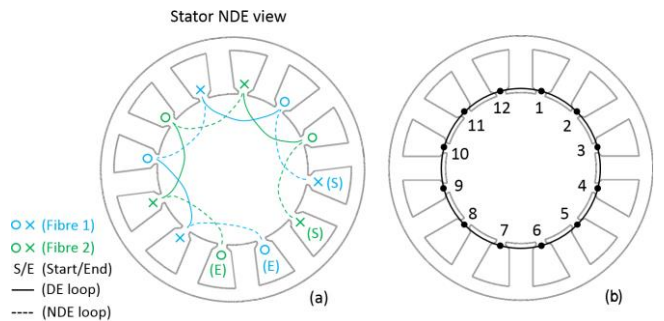 Stator NDE view
(S)
(S)
(E)
(E)
(Fibre 1)
(Fibre 2)
S/E (Start/End)
(DE loop)
(NDE loop)
(a)
12 1
11 2
10 3
9 4
8 5
7 6
(b)